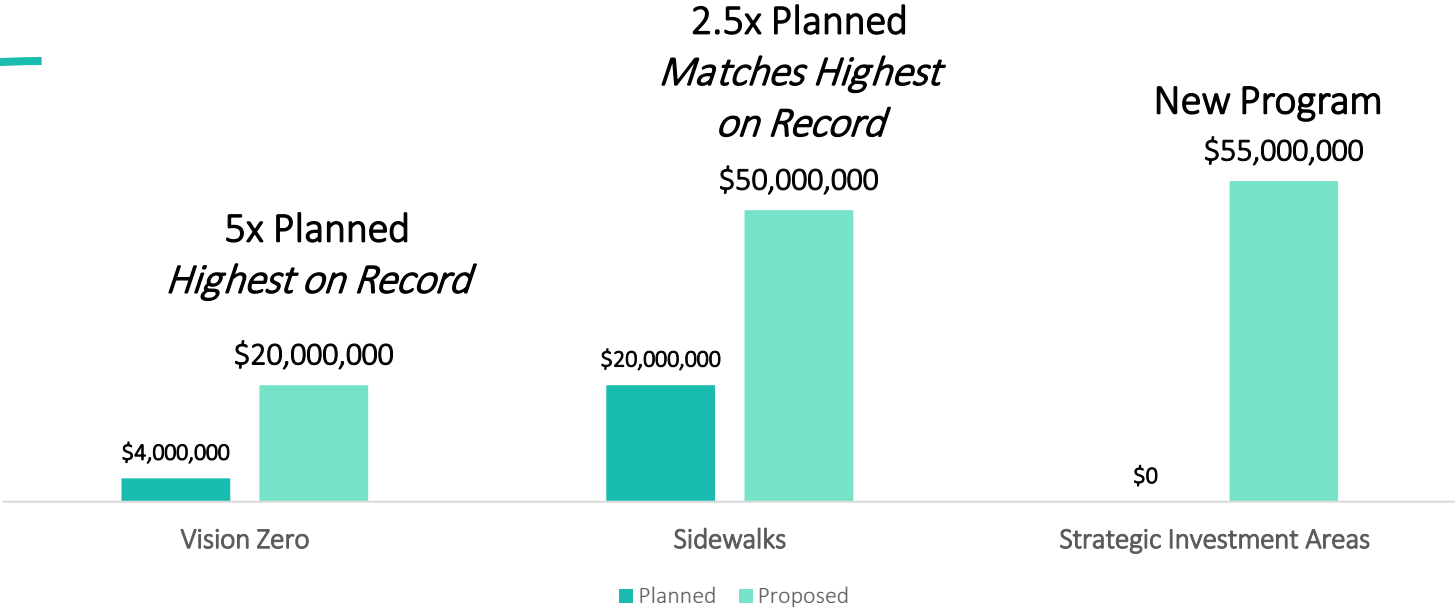 2.5x Planned
Matches Highest
on Record
$50,000,000
New Program
$55,000,000
5x Planned
Highest on Record
$20,000,000
$4,000,000
$20,000,000
$0
Vision Zero
Sidewalks
Strategic Investment Areas
Planned
Proposed